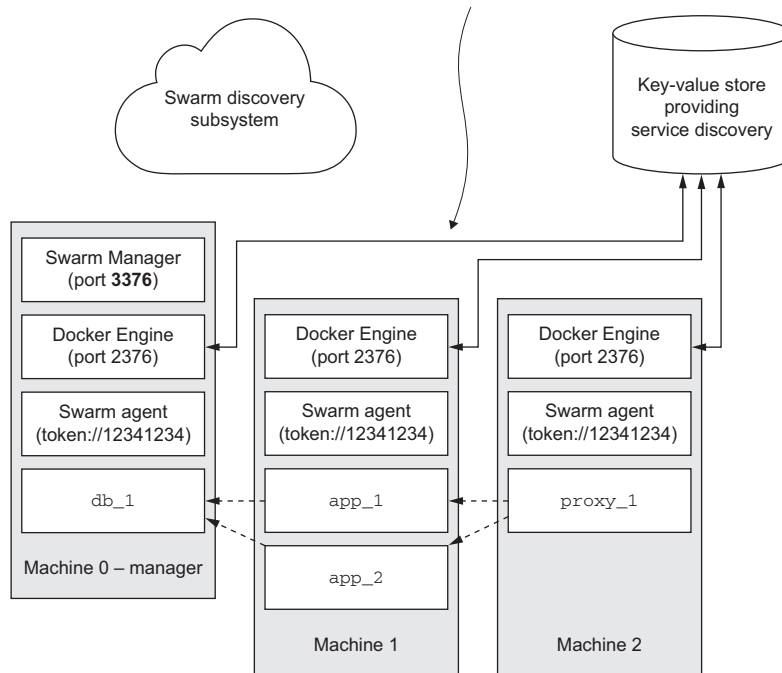 Swarm discovery
subsystem
Key-value store
providing
service discovery
Swarm Manager
(port 3376)
Docker Engine
(port 2376)
Swarm agent
(token://12341234)
db_1
Machine 0 – manager
Docker Engine
(port 2376)
Swarm agent
(token://12341234)
app_1
app_2
Machine 1
Docker Engine
(port 2376)
Swarm agent
(token://12341234)
proxy_1
Machine 2